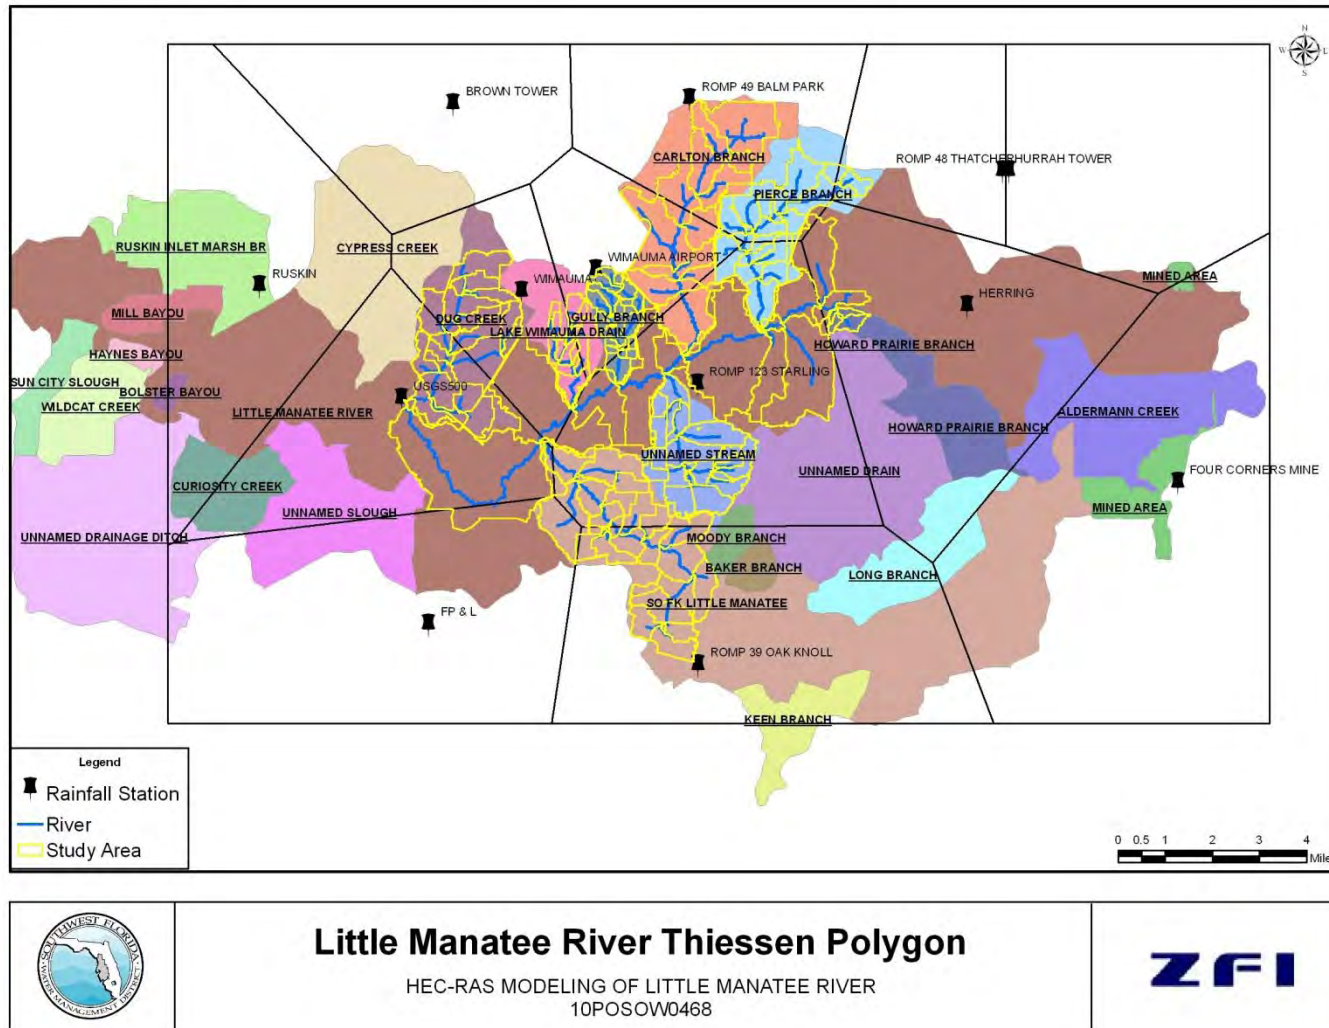 N
W
S
BROWN TOWER
ROMP 49 BALM PARK
CARLTON BRANCH
ROMP 48 THATCHERHURRAH TOWER
PIERCE BRANCH
RUSKIN INLET MARSH BR
CYPRESS CREEK
WIMAUMA AIRPORT
RUSKIN
WIMAUMA
MINED AREA
HERRING
MILL BAYOU
DUG CREEK
GULLY BRANCH
LAKE WIMAUMA DRAIN
HOWARD PRAIRIE BRANCH
HAYNES BAYOU
ROMP 123 STARLING
SUN CITY SLOUGH
BOLSTER BAYOU
USGS500
WILDCAT CREEK
LITTLE MANATEE RIVER
ALDERMANN CREEK
HOWARD PRAIRIE BRANCH
UNNAMED STREAM
UNNAMED DRAIN
FOUR CORNERS MINE
CURIOSITY CREEK
UNNAMED SLOUGH
MINED AREA
UNNAMED DRAINAGE DITCH
MOODY BRANCH
BAKER BRANCH
LONG BRANCH
SO FK LITTLE MANATEE
FP & L
ROMP 39 OAK KNOLL
KEEN BRANCH
Legend
Rainfall Station
River
Study Area
0 0.5 1 2 3 4
Mile
SOUTHWEST FLORIDA
WATER MANAGEMENT DISTRICT
Little Manatee River Thiessen Polygon
HEC-RAS MODELING OF LITTLE MANATEE RIVER
10POSOW0468
ZFI